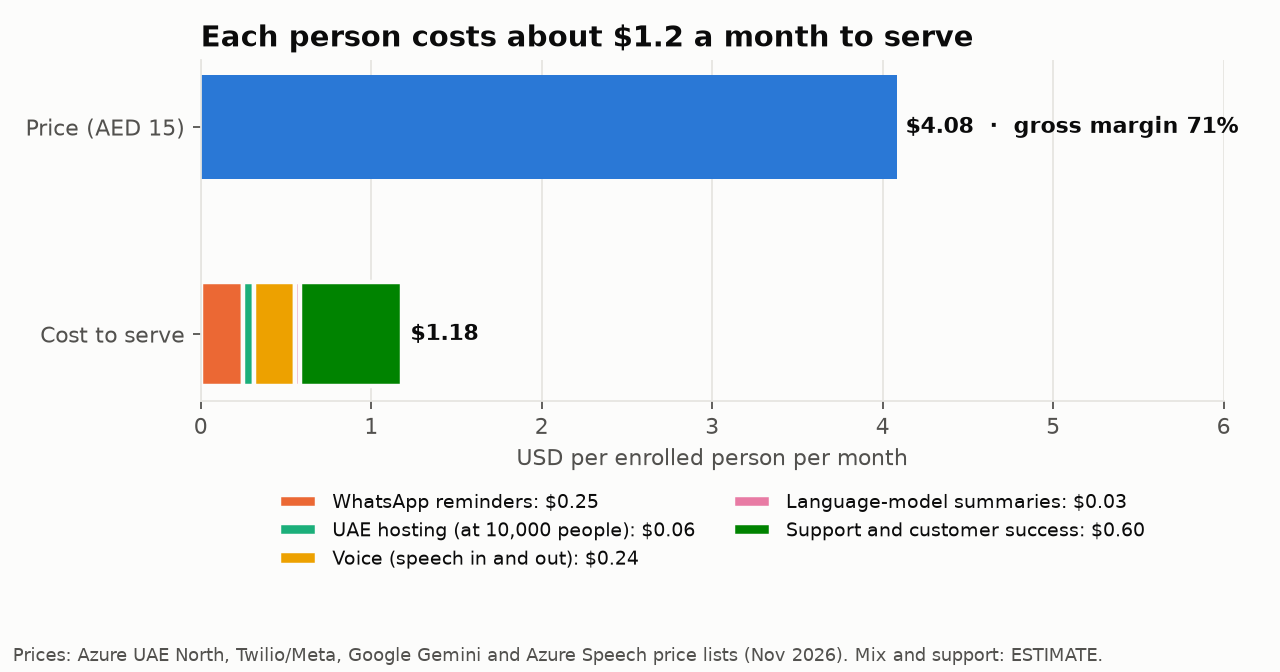 Each person costs about $1.2 a month to serve
Price (AED 15)
$4.08 · gross margin 71%
Cost to serve
$1.18
0 1 2 3 4 5 6
USD per enrolled person per month
WhatsApp reminders: $0.25
UAE hosting (at 10,000 people): $0.06
Voice (speech in and out): $0.24
Language-model summaries: $0.03
Support and customer success: $0.60
Prices: Azure UAE North, Twilio/Meta, Google Gemini and Azure Speech price lists (Nov 2026). Mix and support: ESTIMATE.